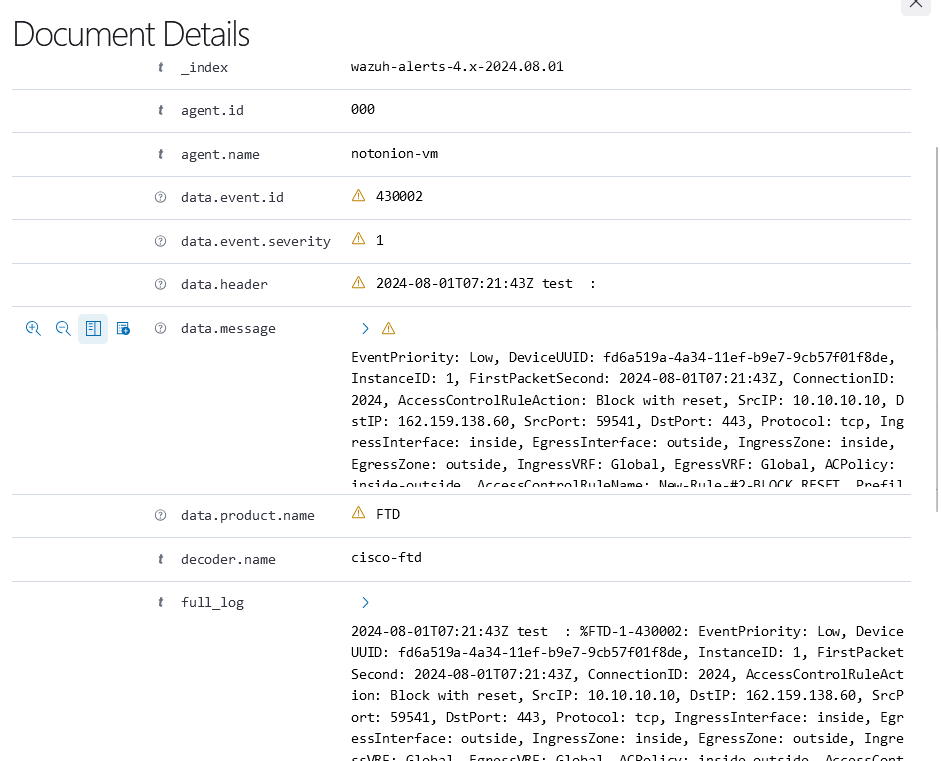 Document Details
t _index wazuh-alerts-4.x-2024.08.01
t agent.id 000
t agent.name notonion-vm
data.event.id 430002
data.event.severity 1
data.header 2024-08-01T07:21:43Z test  :
data.message
EventPriority: Low, DeviceUUID: fd6a519a-4a34-11ef-b9e7-9cb57f01f8de,
InstanceID: 1, FirstPacketSecond: 2024-08-01T07:21:43Z, ConnectionID:
2024, AccessControlRuleAction: Block with reset, SrcIP: 10.10.10.10, D
stIP: 162.159.138.60, SrcPort: 59541, DstPort: 443, Protocol: tcp, Ing
ressInterface: inside, EgressInterface: outside, IngressZone: inside,
EgressZone: outside, IngressVRF: Global, EgressVRF: Global, ACPolicy:
inside-outside, AccessControlRuleName: New-Rule-#2-BLOCK_RESET, Prefil
data.product.name FTD
t decoder.name cisco-ftd
t full_log
2024-08-01T07:21:43Z test  : %FTD-1-430002: EventPriority: Low, Device
UUID: fd6a519a-4a34-11ef-b9e7-9cb57f01f8de, InstanceID: 1, FirstPacket
Second: 2024-08-01T07:21:43Z, ConnectionID: 2024, AccessControlRuleAct
ion: Block with reset, SrcIP: 10.10.10.10, DstIP: 162.159.138.60, SrcP
ort: 59541, DstPort: 443, Protocol: tcp, IngressInterface: inside, Egr
essInterface: outside, IngressZone: inside, EgressZone: outside, Ingre
ssVRF: Global, EgressVRF: Global, ACPolicy: inside-outside, AccessCont